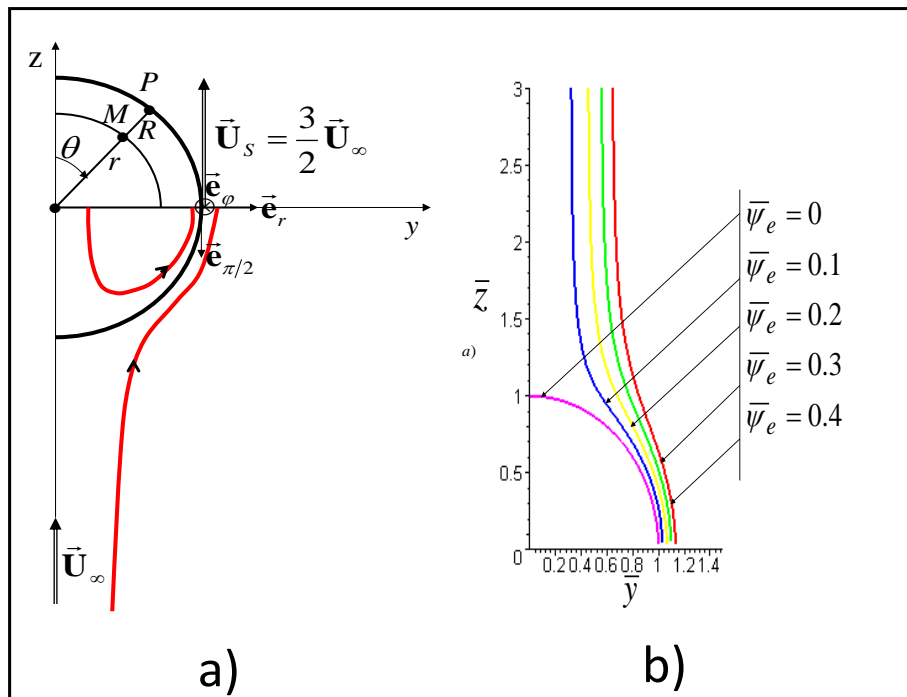 z
P
M
R
θ
r
U⃗_S = 3/2 U⃗_∞
e⃗_φ
e⃗_r
y
e⃗_{π/2}
U⃗_∞
a)
3
2.5
2
z̄
1.5
a)
1
0.5
0
0.2 0.4 0.6 0.8 1 1.2 1.4
ȳ
ψ̄_e = 0
ψ̄_e = 0.1
ψ̄_e = 0.2
ψ̄_e = 0.3
ψ̄_e = 0.4
b)